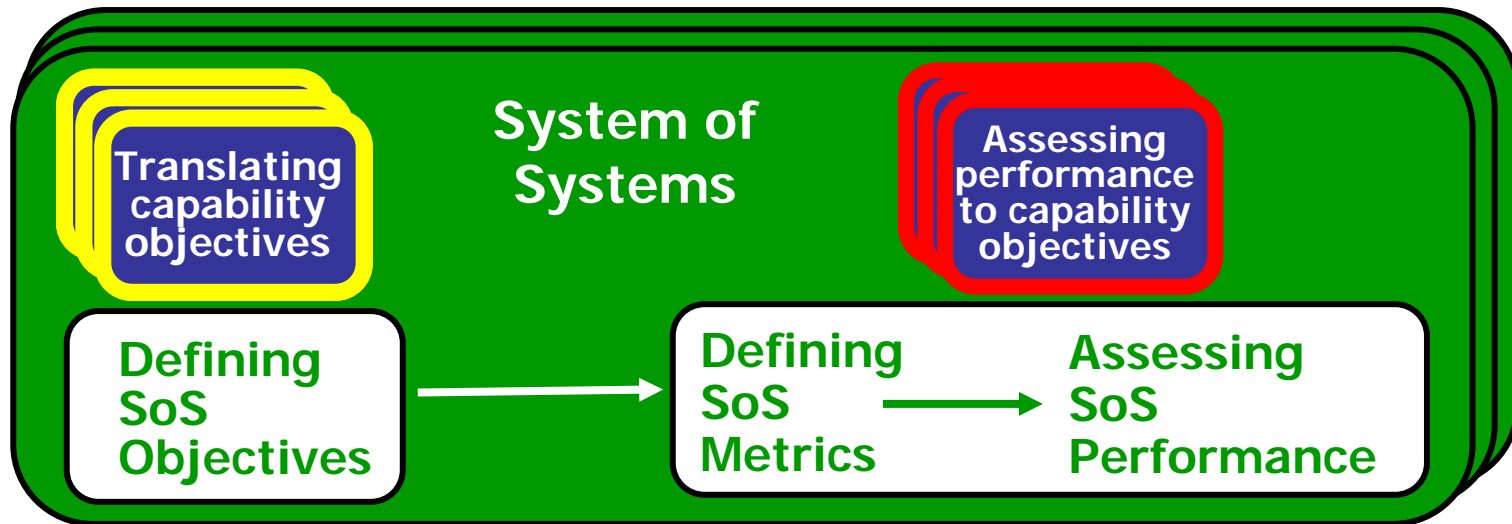 System of
Systems
Translating
capability
objectives
Assessing
performance
to capability
objectives
Defining
SoS
Objectives
Defining
SoS
Metrics
Assessing
SoS
Performance